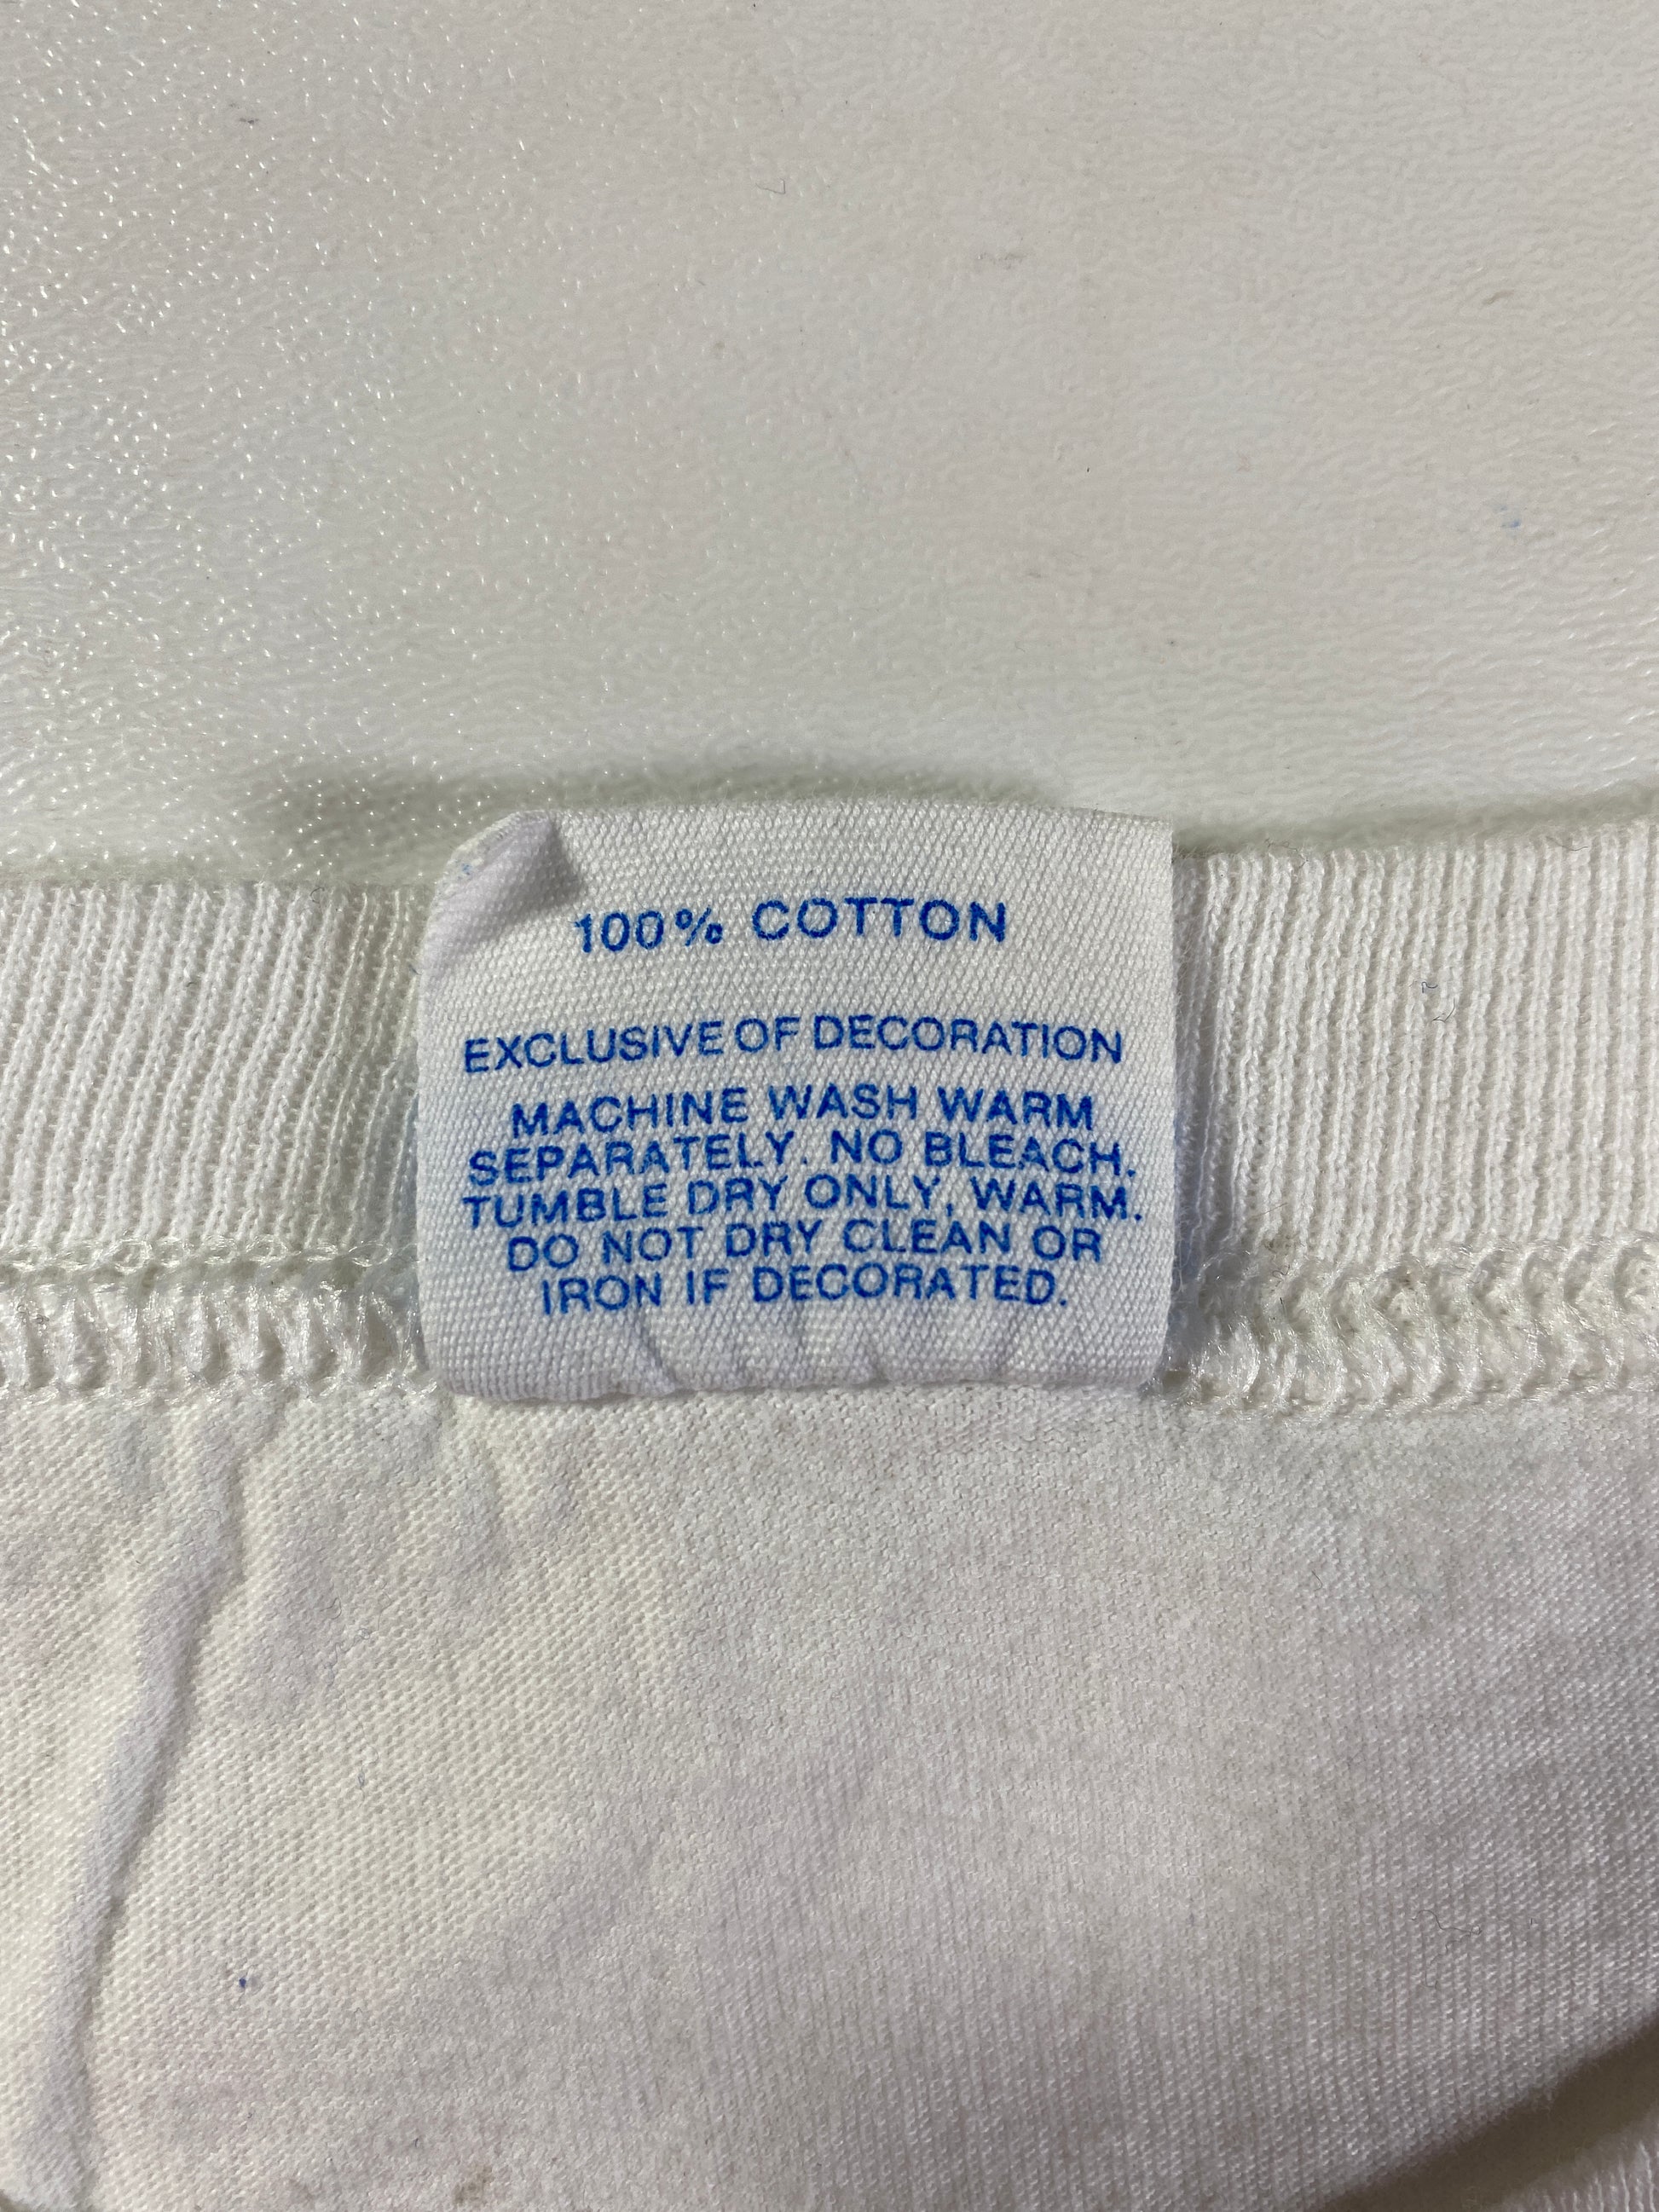 100% COTTON
EXCLUSIVE OF DECORATION
MACHINE WASH WARM
SEPARATELY. NO BLEACH.
TUMBLE DRY ONLY, WARM.
DO NOT DRY CLEAN OR
IRON IF DECORATED.